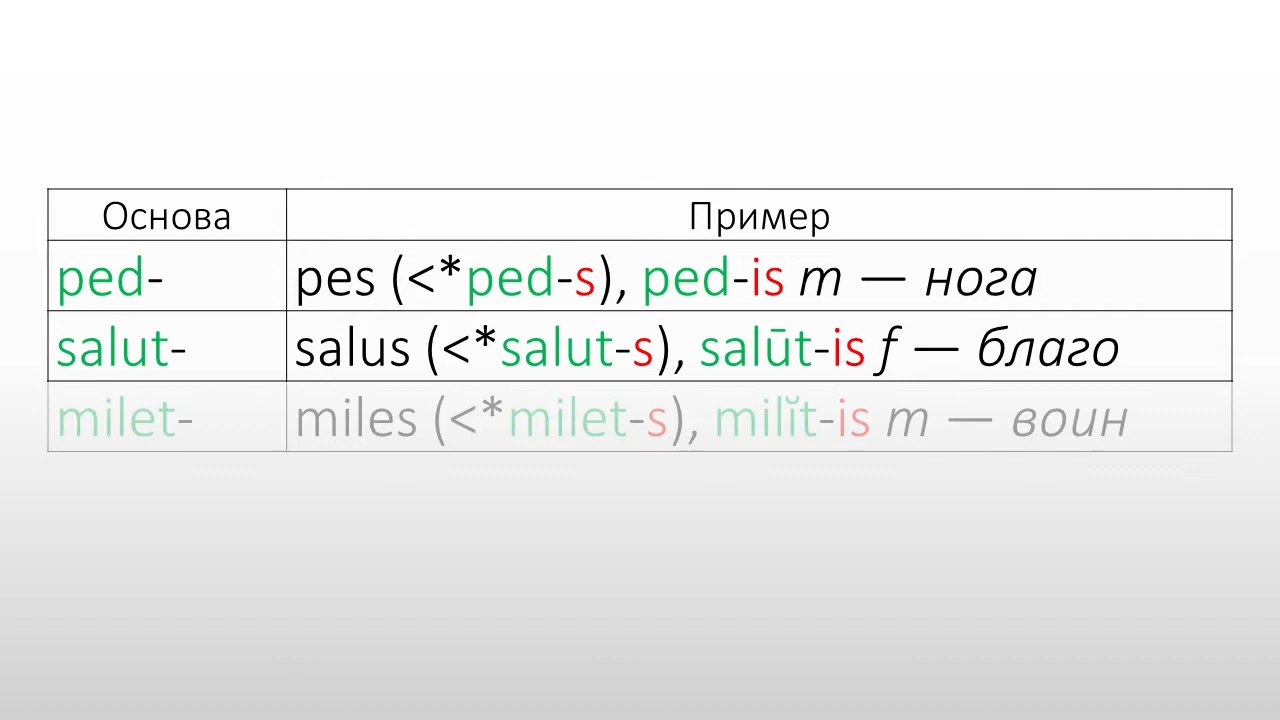 Основа Пример
ped- pes (<*ped-s), ped-is m — нога
salut- salus (<*salut-s), salūt-is f — благо
milet- miles (<*milet-s), milĭt-is m — воин